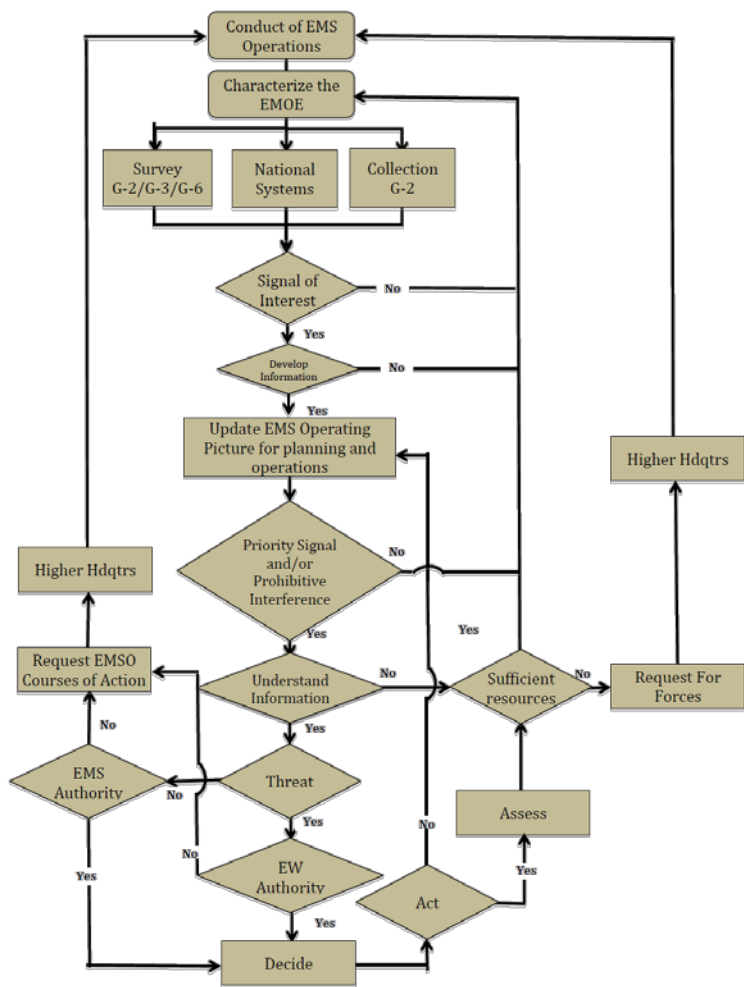 Conduct of EMS
Operations
Characterize the
EMOE
Survey
G-2/G-3/G-6
National
Systems
Collection
G-2
Signal of
Interest
No
Yes
Develop
Information
No
Yes
Update EMS Operating
Picture for planning and
operations
Higher Hdqtrs
Priority Signal
and/or
Prohibitive
Interference
No
Higher Hdqtrs
Yes
Yes
Request EMSO
Courses of Action
Understand
Information
No
Sufficient
resources
No
Request For
Forces
Yes
No
EMS
Authority
No
Threat
Yes
Assess
No
No
EW
Authority
Yes
Yes
Act
Yes
Decide